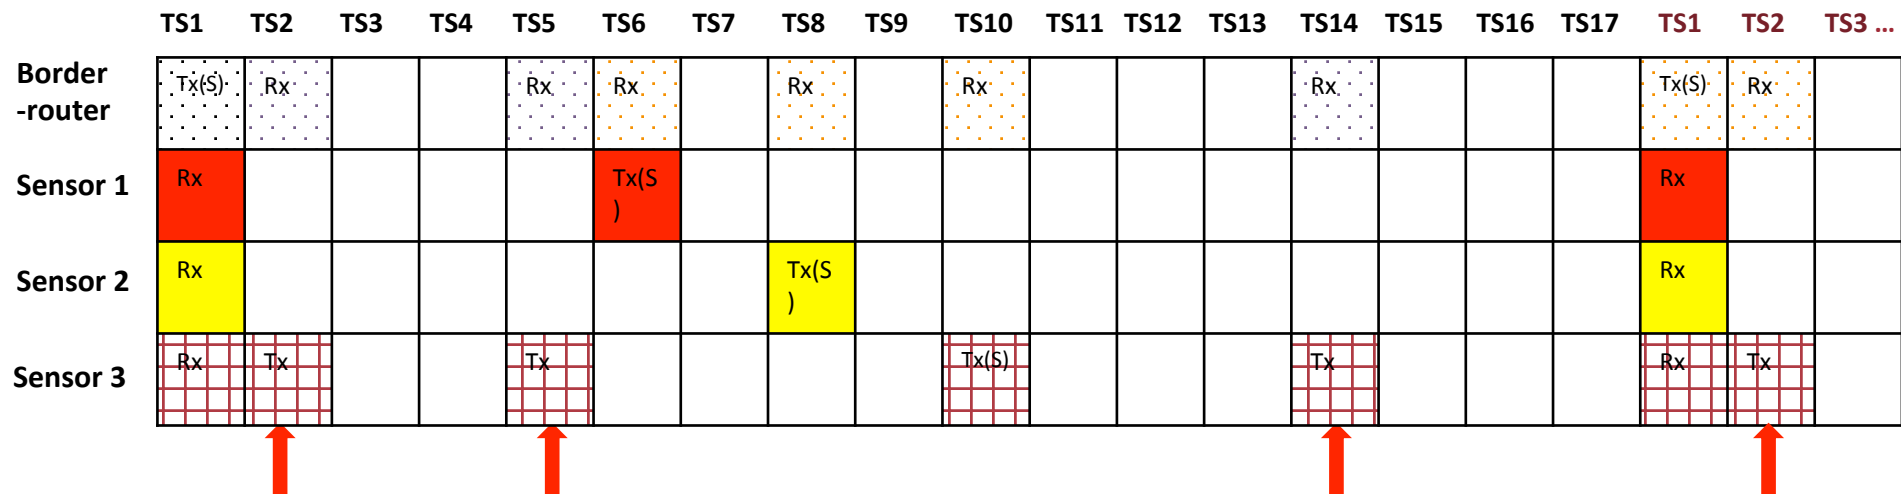 TS1 TS2 TS3 TS4 TS5 TS6 TS7 TS8 TS9 TS10 TS11 TS12 TS13 TS14 TS15 TS16 TS17 TS1 TS2 TS3 ...
Border
-router
Tx(S) Rx Rx Rx Rx Rx Rx Tx(S) Rx
Sensor 1
Rx Tx(S
) Rx
Sensor 2
Rx Tx(S
) Rx
Sensor 3
Rx Tx Tx Tx(S) Tx Rx Tx